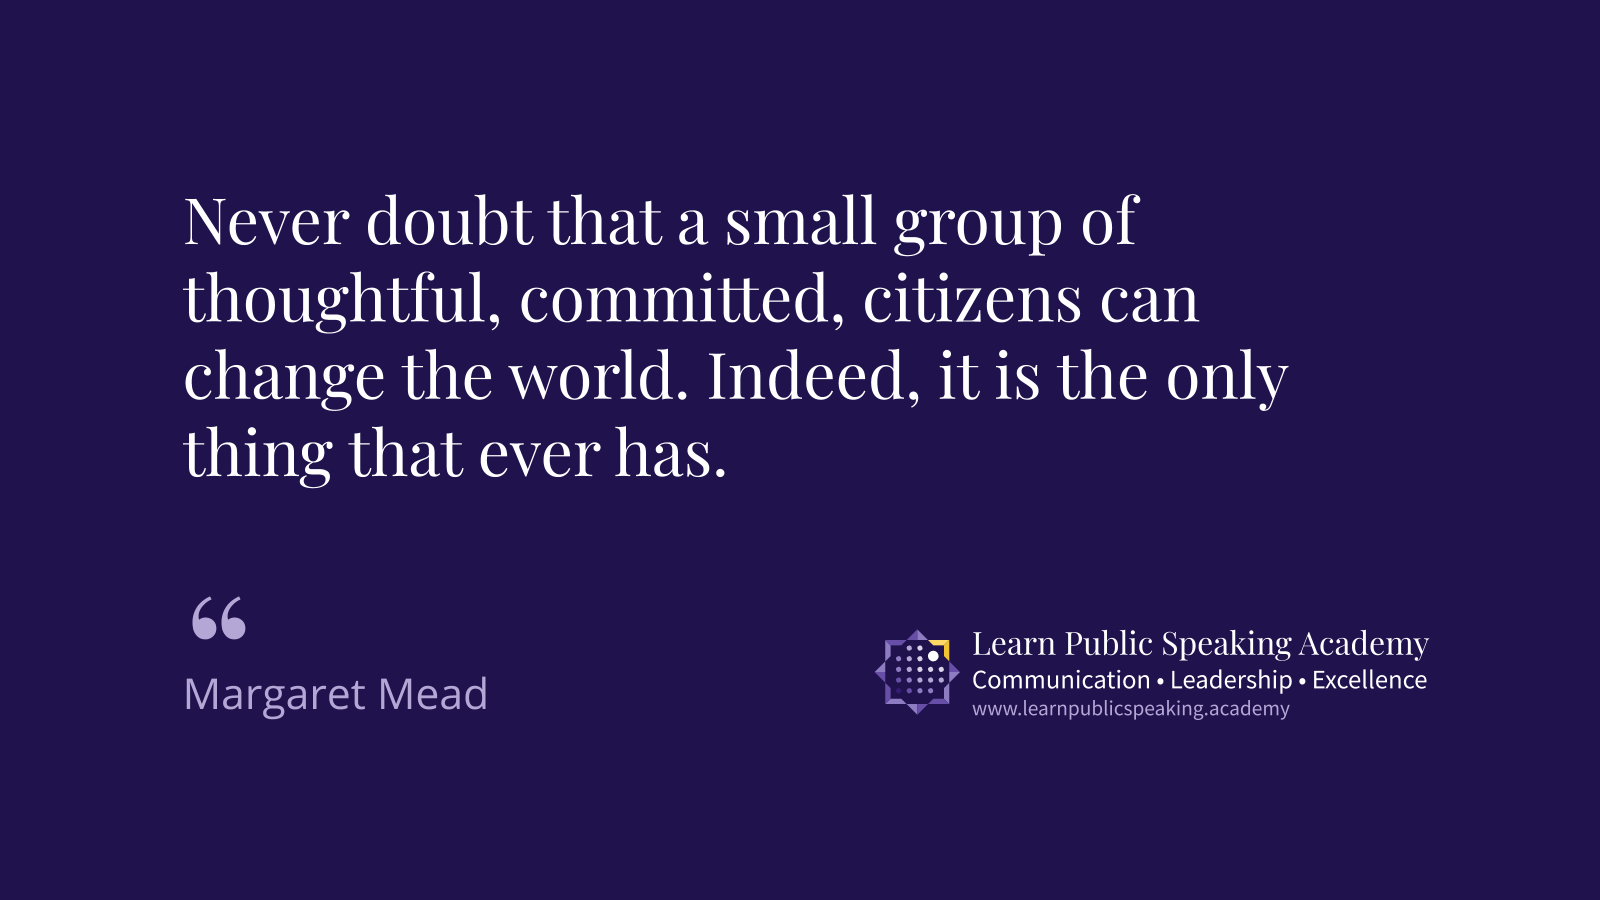 Never doubt that a small group of
thoughtful, committed, citizens can
change the world. Indeed, it is the only
thing that ever has.
“
Margaret Mead
Learn Public Speaking Academy
Communication • Leadership • Excellence
www.learnpublicspeaking.academy